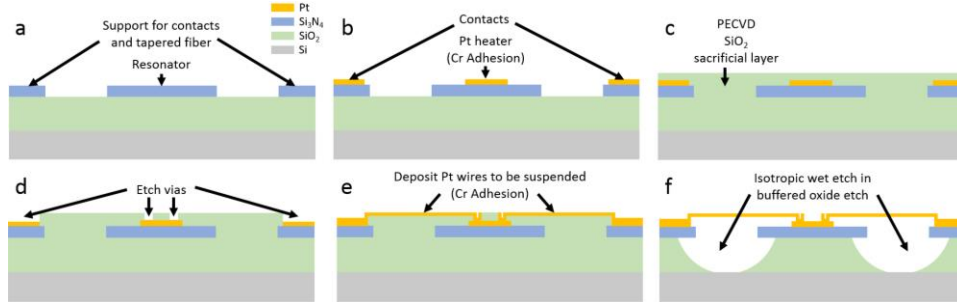 a
Support for contacts
and tapered fiber
Resonator
Pt
Si₃N₄
SiO₂
Si
b
Contacts
Pt heater
(Cr Adhesion)
c
PECVD
SiO₂
sacrificial layer
d
Etch vias
e
Deposit Pt wires to be suspended
(Cr Adhesion)
f
Isotropic wet etch in
buffered oxide etch